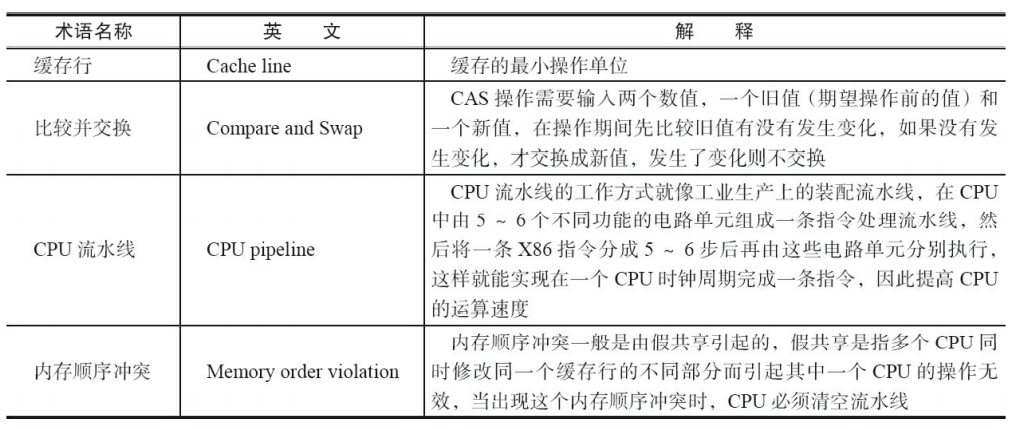 术语名称 英 文 解 释
缓存行 Cache line 缓存的最小操作单位
比较并交换 Compare and Swap
CAS 操作需要输入两个数值，一个旧值（期望操作前的值）和
一个新值，在操作期间先比较旧值有没有发生变化，如果没有发
生变化，才交换成新值，发生了变化则不交换
CPU 流水线 CPU pipeline
CPU 流水线的工作方式就像工业生产上的装配流水线，在 CPU
中由 5 ~ 6 个不同功能的电路单元组成一条指令处理流水线，然
后将一条 X86 指令分成 5 ~ 6 步后再由这些电路单元分别执行，
这样就能实现在一个 CPU 时钟周期完成一条指令，因此提高 CPU
的运算速度
内存顺序冲突 Memory order violation
内存顺序冲突一般是由假共享引起的，假共享是指多个 CPU 同
时修改同一个缓存行的不同部分而引起其中一个 CPU 的操作无
效，当出现这个内存顺序冲突时，CPU 必须清空流水线